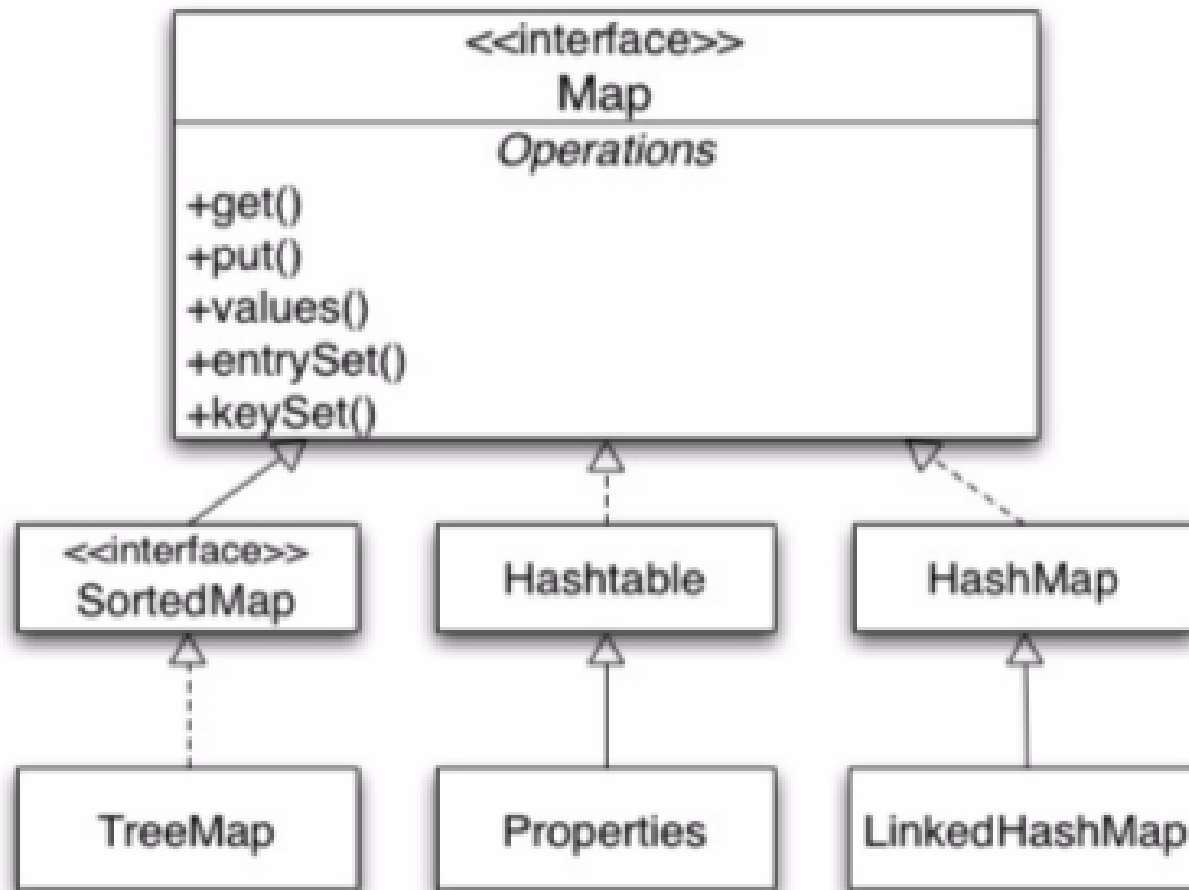 <<interface>>
Map
Operations
+get()
+put()
+values()
+entrySet()
+keySet()
<<interface>>
SortedMap
Hashtable
HashMap
TreeMap
Properties
LinkedHashMap